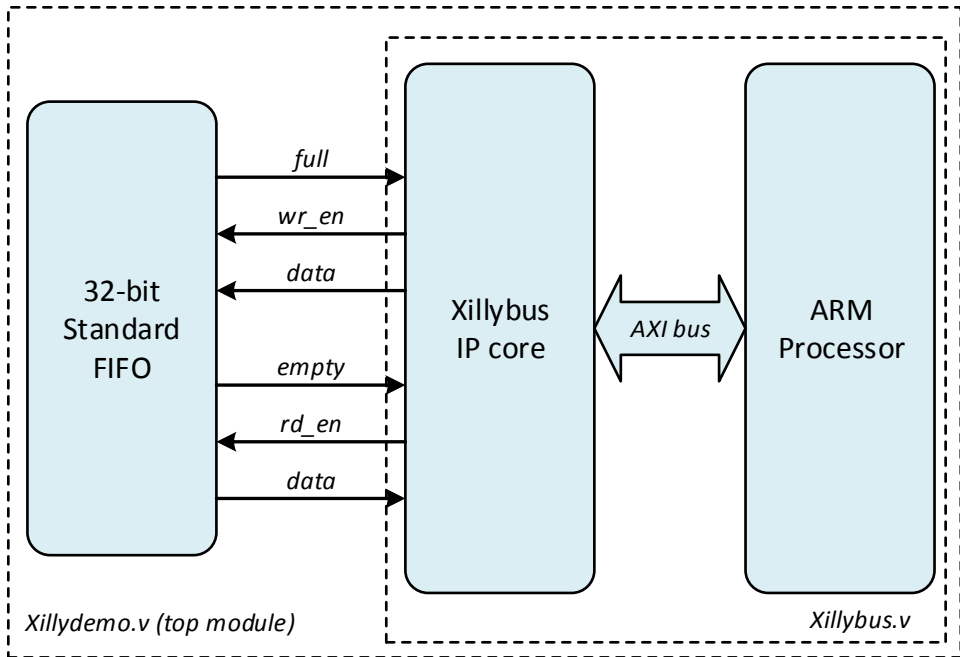 32-bit
Standard
FIFO
full
wr_en
data
empty
rd_en
data
Xillybus
IP core
AXI bus
ARM
Processor
Xillydemo.v (top module)
Xillybus.v